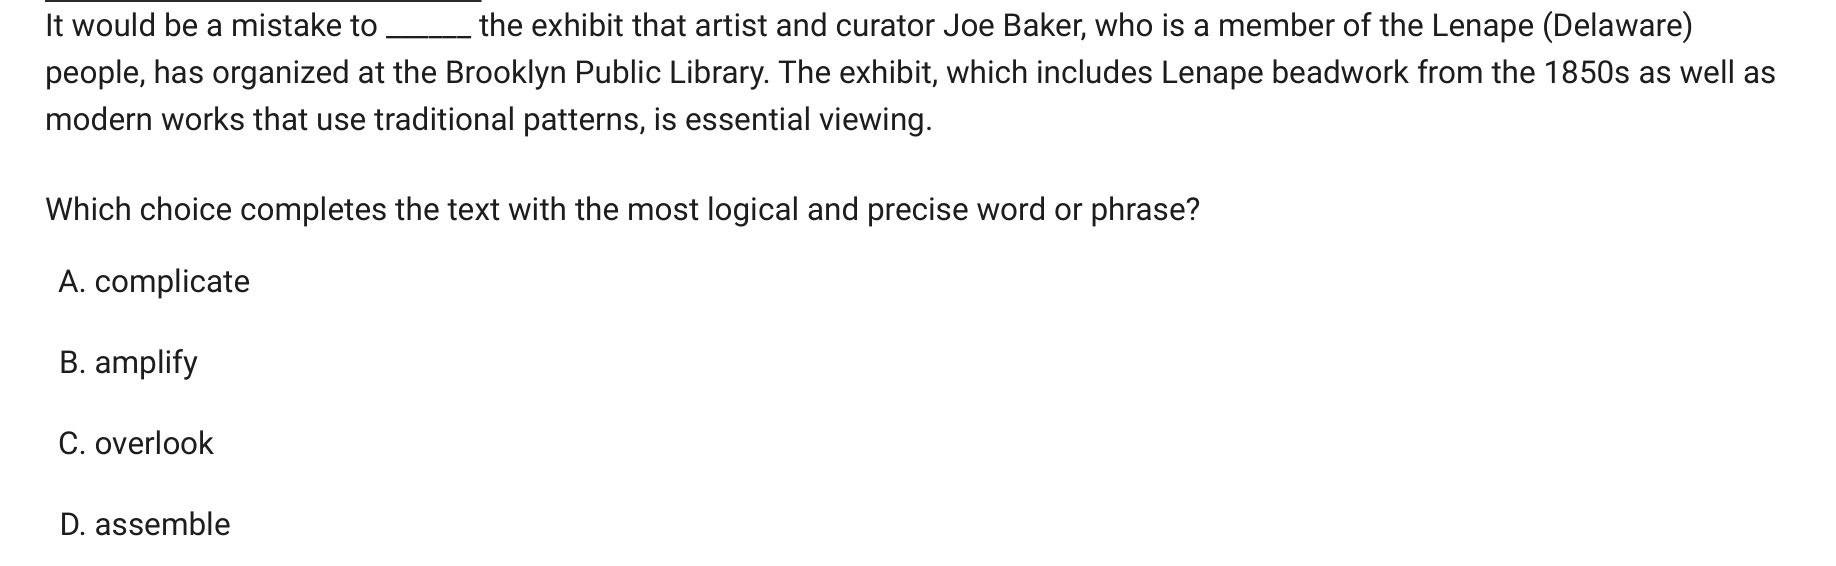 It would be a mistake to ______ the exhibit that artist and curator Joe Baker, who is a member of the Lenape (Delaware)
people, has organized at the Brooklyn Public Library. The exhibit, which includes Lenape beadwork from the 1850s as well as
modern works that use traditional patterns, is essential viewing.
Which choice completes the text with the most logical and precise word or phrase?
A. complicate
B. amplify
C. overlook
D. assemble